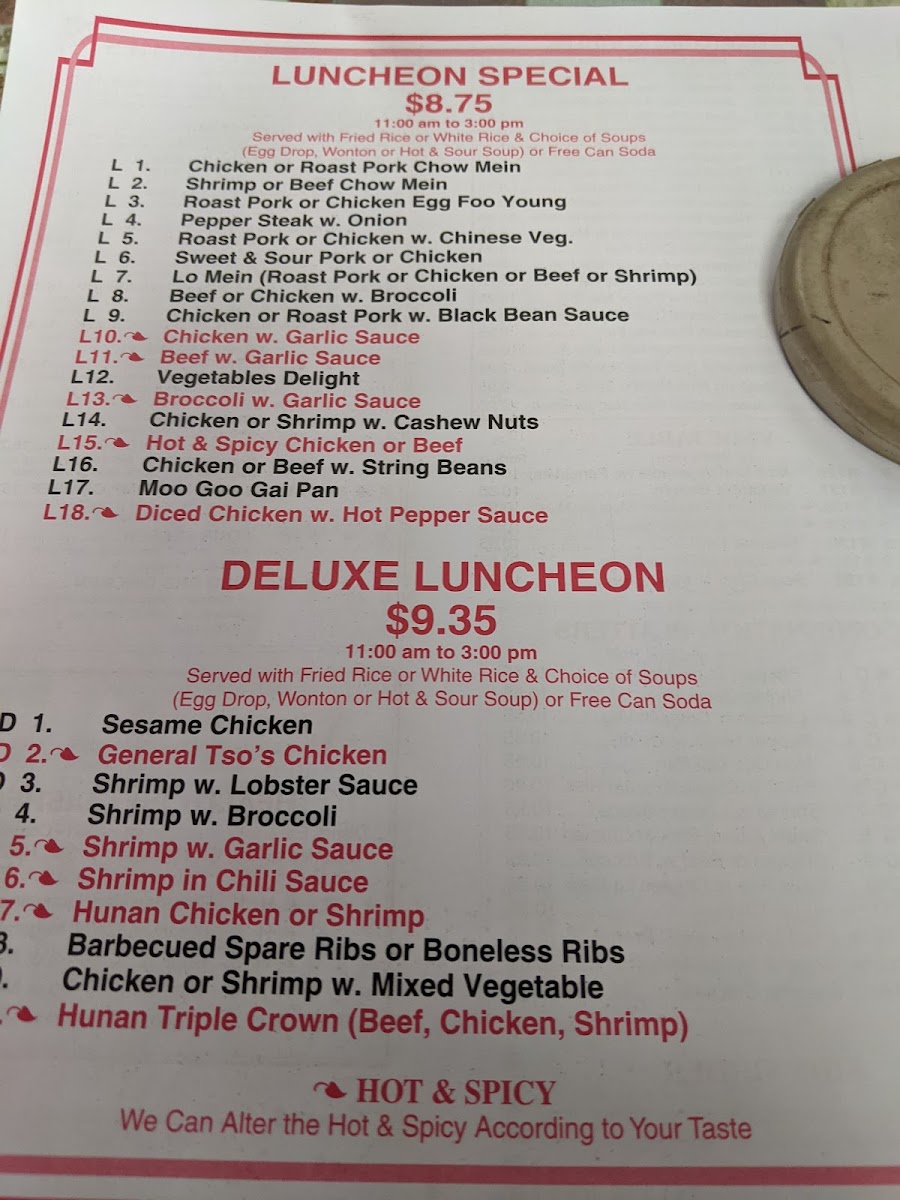 LUNCHEON SPECIAL
$8.75
11:00 am to 3:00 pm
Served with Fried Rice or White Rice & Choice of Soups
(Egg Drop, Wonton or Hot & Sour Soup) or Free Can Soda
L 1. Chicken or Roast Pork Chow Mein
L 2. Shrimp or Beef Chow Mein
L 3. Roast Pork or Chicken Egg Foo Young
L 4. Pepper Steak w. Onion
L 5. Roast Pork or Chicken w. Chinese Veg.
L 6. Sweet & Sour Pork or Chicken
L 7. Lo Mein (Roast Pork or Chicken or Beef or Shrimp)
L 8. Beef or Chicken w. Broccoli
L 9. Chicken or Roast Pork w. Black Bean Sauce
L10. Chicken w. Garlic Sauce
L11. Beef w. Garlic Sauce
L12. Vegetables Delight
L13. Broccoli w. Garlic Sauce
L14. Chicken or Shrimp w. Cashew Nuts
L15. Hot & Spicy Chicken or Beef
L16. Chicken or Beef w. String Beans
L17. Moo Goo Gai Pan
L18. Diced Chicken w. Hot Pepper Sauce
DELUXE LUNCHEON
$9.35
11:00 am to 3:00 pm
Served with Fried Rice or White Rice & Choice of Soups
(Egg Drop, Wonton or Hot & Sour Soup) or Free Can Soda
D 1. Sesame Chicken
D 2. General Tso's Chicken
D 3. Shrimp w. Lobster Sauce
4. Shrimp w. Broccoli
5. Shrimp w. Garlic Sauce
6. Shrimp in Chili Sauce
7. Hunan Chicken or Shrimp
8. Barbecued Spare Ribs or Boneless Ribs
Chicken or Shrimp w. Mixed Vegetable
Hunan Triple Crown (Beef, Chicken, Shrimp)
HOT & SPICY
We Can Alter the Hot & Spicy According to Your Taste